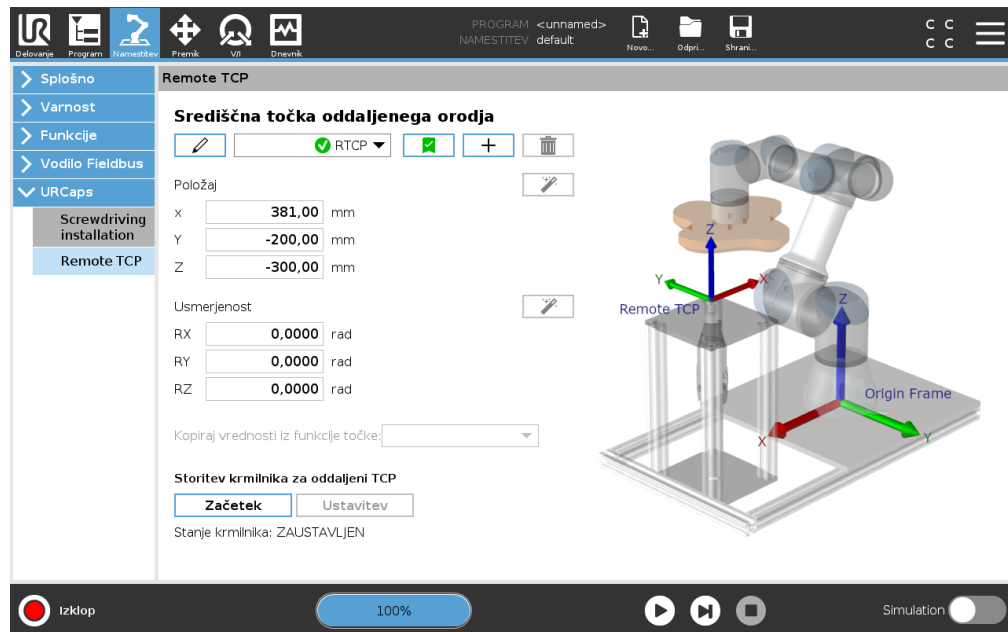 PROGRAM <unnamed>
NAMESTITEV default
Delovanje Program Namestitev Premik V/I Dnevnik Novo... Odpri... Shrani...
C C
C C
Splošno
Varnost
Funkcije
Vodilo Fieldbus
URCaps
Screwdriving
installation
Remote TCP
Remote TCP
Središčna točka oddaljenega orodja
RTCP
Položaj
x 381,00 mm
Y -200,00 mm
Z -300,00 mm
Usmerjenost
RX 0,0000 rad
RY 0,0000 rad
RZ 0,0000 rad
Kopiraj vrednosti iz funkcije točke:
Storitev krmilnika za oddaljeni TCP
Začetek Ustavitev
Stanje krmilnika: ZAUSTAVLJEN
Z
Y X
Remote TCP
Z
Origin Frame
X Y
Izklop 100% Simulation